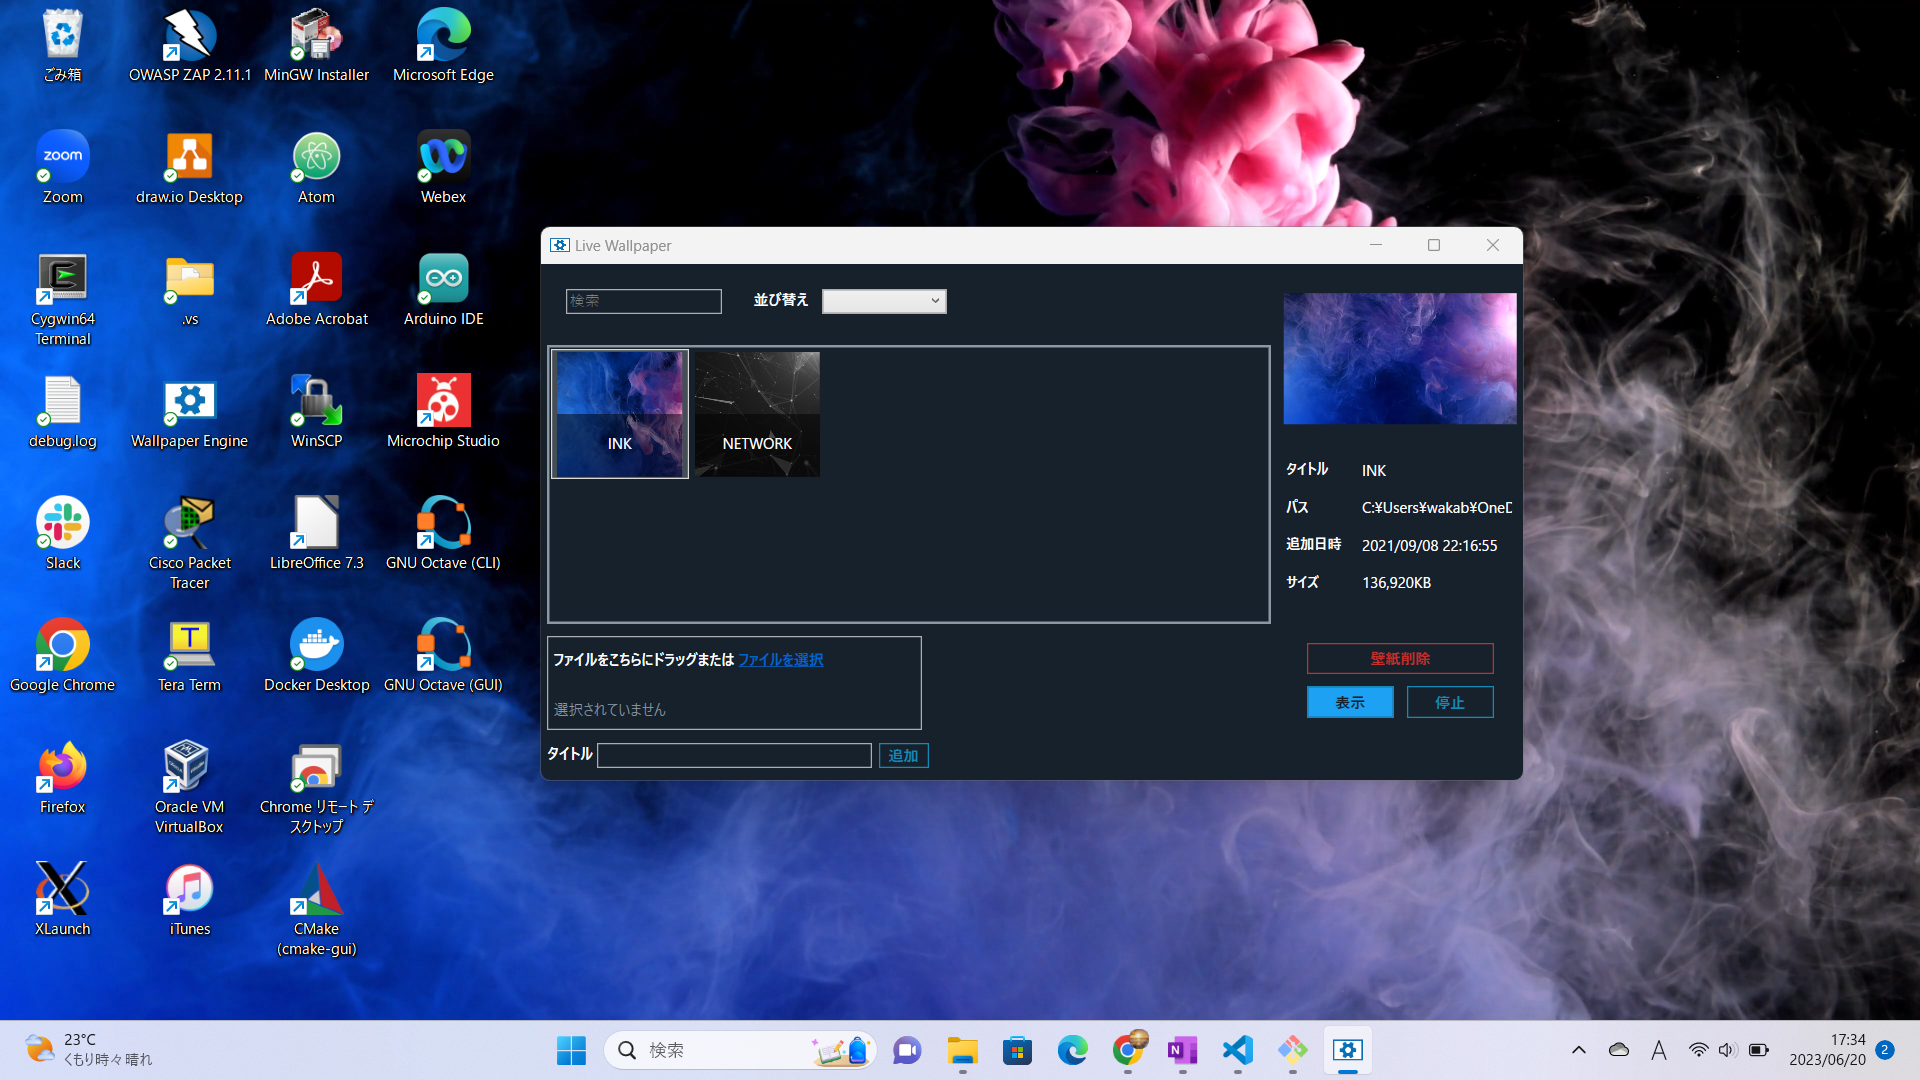 ごみ箱
OWASP ZAP 2.11.1
MinGW Installer
Microsoft Edge
zoom
Zoom
draw.io Desktop
Atom
Webex
Cygwin64
Terminal
.vs
Adobe Acrobat
Arduino IDE
debug.log
Wallpaper Engine
WinSCP
Microchip Studio
Slack
Cisco Packet
Tracer
LibreOffice 7.3
GNU Octave (CLI)
Google Chrome
Tera Term
Docker Desktop
GNU Octave (GUI)
Firefox
Oracle VM
VirtualBox
Chrome リモート デ
スクトップ
XLaunch
iTunes
CMake
(cmake-gui)
Live Wallpaper
検索
並び替え
INK
NETWORK
タイトル INK
パス C:¥Users¥wakab¥OneD
追加日時 2021/09/08 22:16:55
サイズ 136,920KB
壁紙削除
表示
停止
ファイルをこちらにドラッグまたは ファイルを選択
選択されていません
タイトル
追加
23°C
くもり時々晴れ
検索
A
17:34
2023/06/20
2